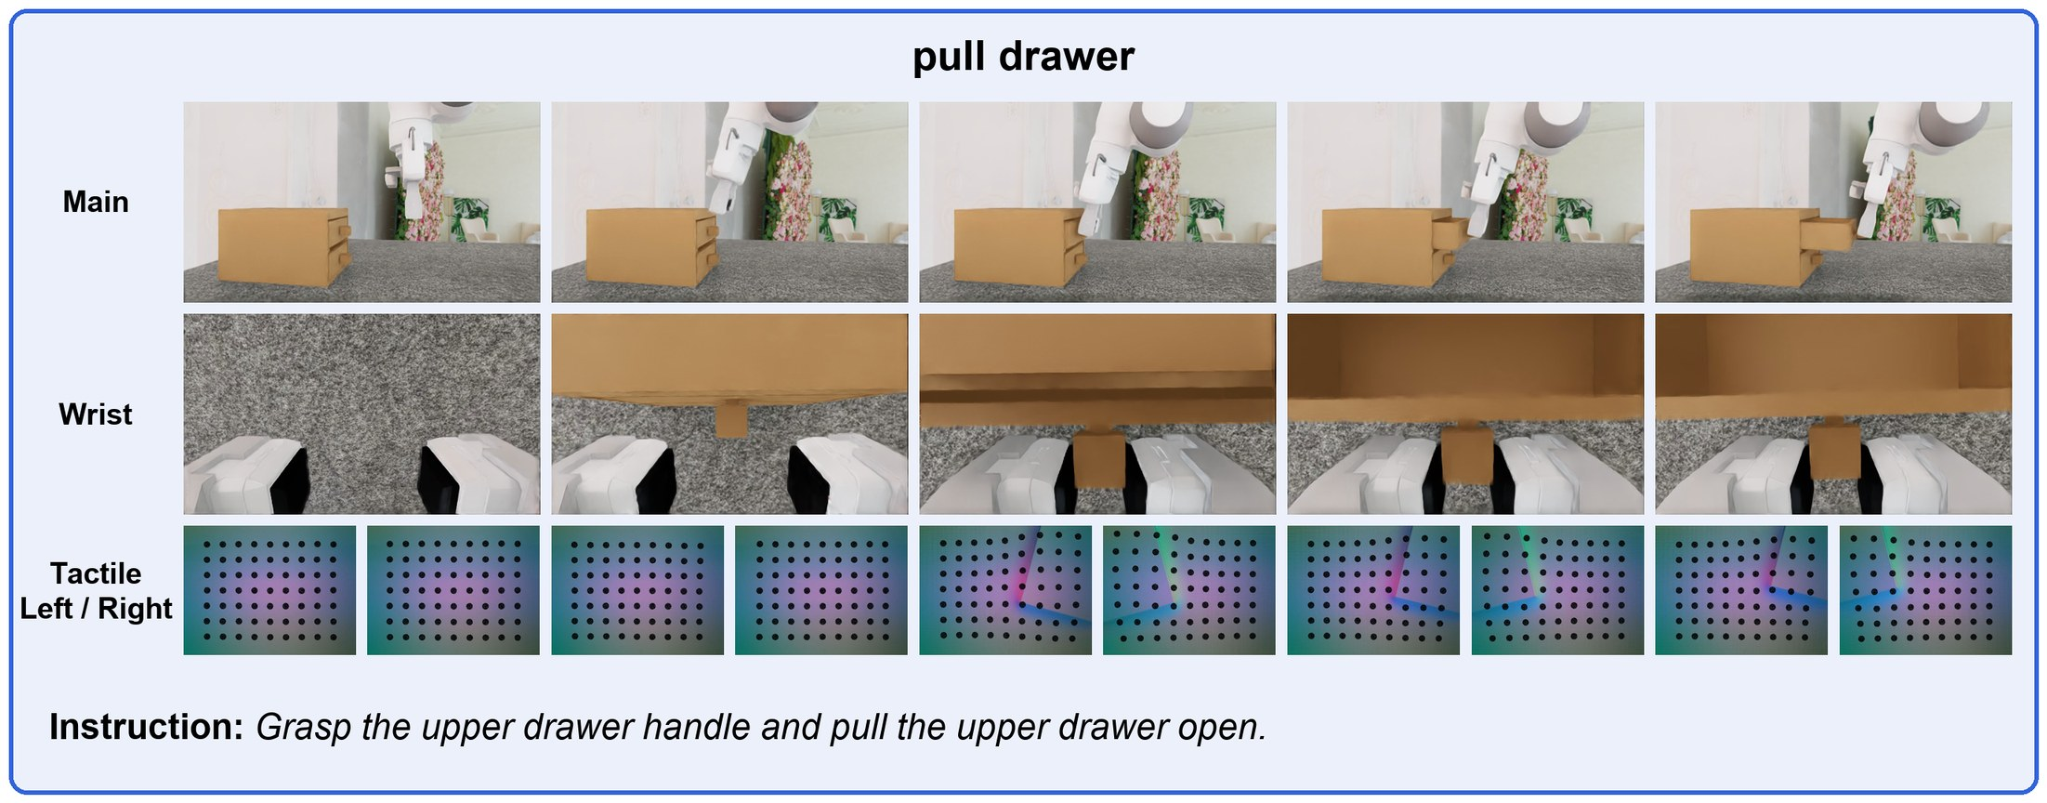 pull drawer
Main
Wrist
Tactile
Left / Right
Instruction: Grasp the upper drawer handle and pull the upper drawer open.